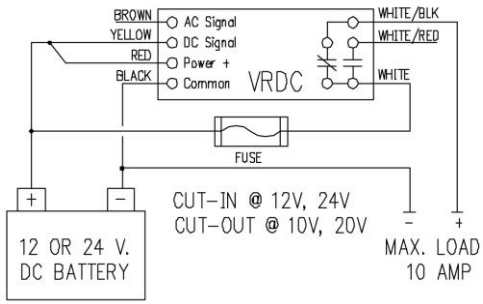 BROWN
AC Signal
WHITE/BLK
YELLOW
DC Signal
WHITE/RED
RED
Power +
BLACK
Common
VRDC
WHITE
FUSE
+
-
CUT-IN @ 12V, 24V
CUT-OUT @ 10V, 20V
-
+
12 OR 24 V.
DC BATTERY
MAX. LOAD
10 AMP